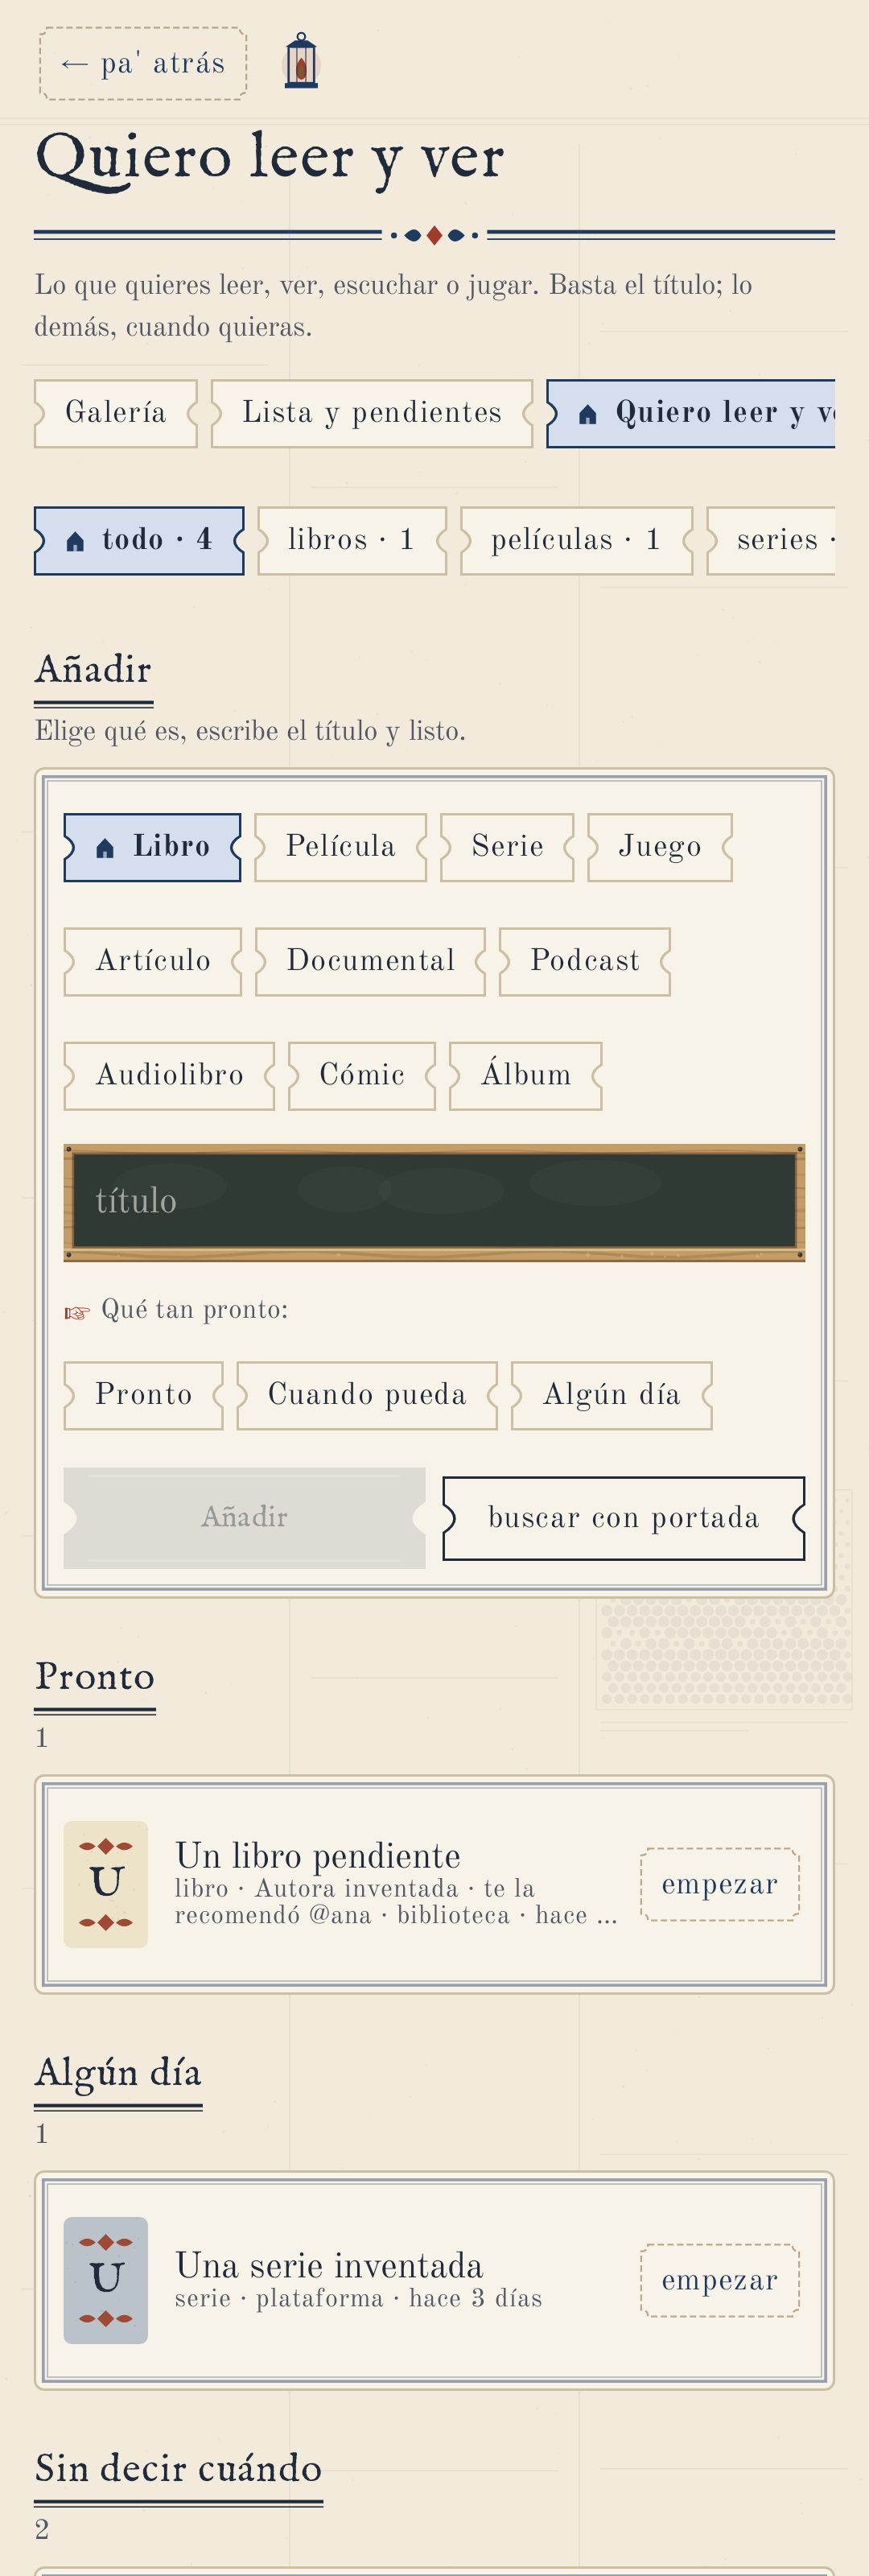 ← pa' atrás
Quiero leer y ver
Lo que quieres leer, ver, escuchar o jugar. Basta el título; lo
demás, cuando quieras.
Galería
Lista y pendientes
Quiero leer y
todo · 4
libros · 1
películas · 1
series ·
Añadir
Elige qué es, escribe el título y listo.
Libro
Película
Serie
Juego
Artículo
Documental
Podcast
Audiolibro
Cómic
Álbum
título
☞ Qué tan pronto:
Pronto
Cuando pueda
Algún día
Añadir
buscar con portada
Pronto
1
U
Un libro pendiente
libro · Autora inventada · te la
recomendó @ana · biblioteca · hace ...
empezar
Algún día
1
U
Una serie inventada
serie · plataforma · hace 3 días
empezar
Sin decir cuándo
2